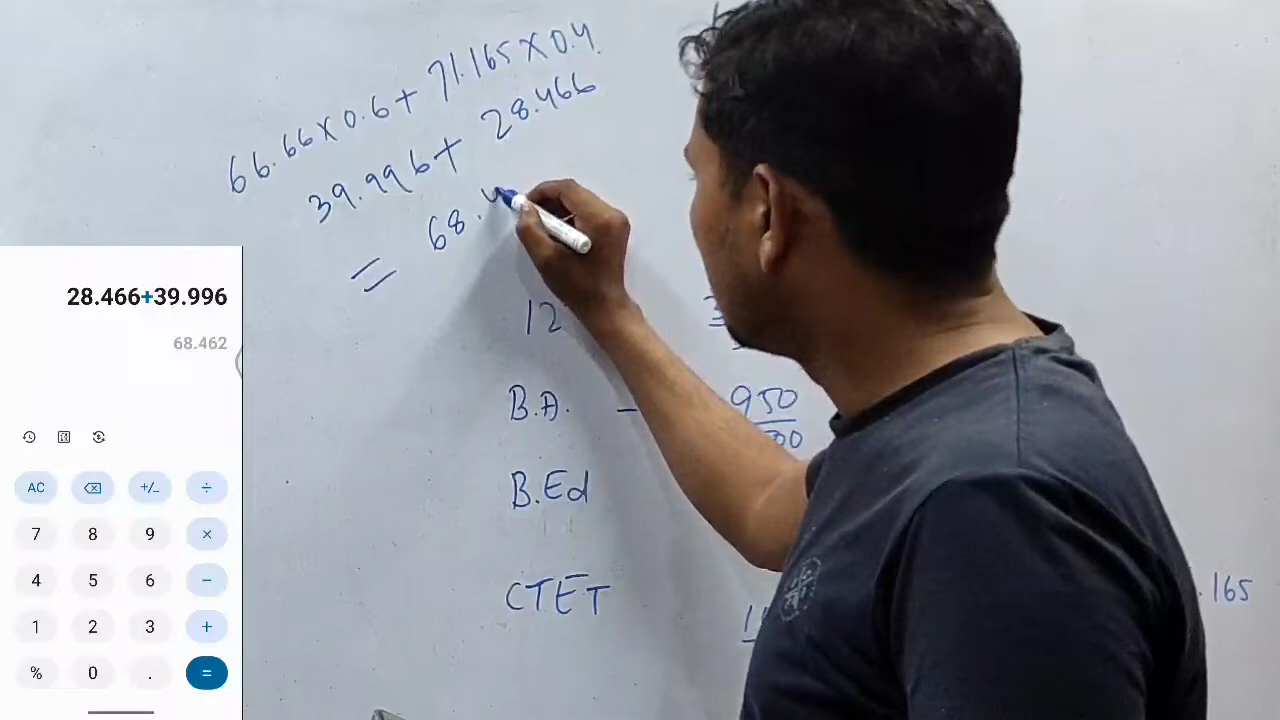 66.66 × 0.6 + 71.165 × 0.4
39.996 + 28.466
= 68.4
12
B.A. - 950
00
B.Ed
CTET
.165
28.466+39.996
68.462
AC +/- ÷
7 8 9 ×
4 5 6 −
1 2 3 +
% 0 . =